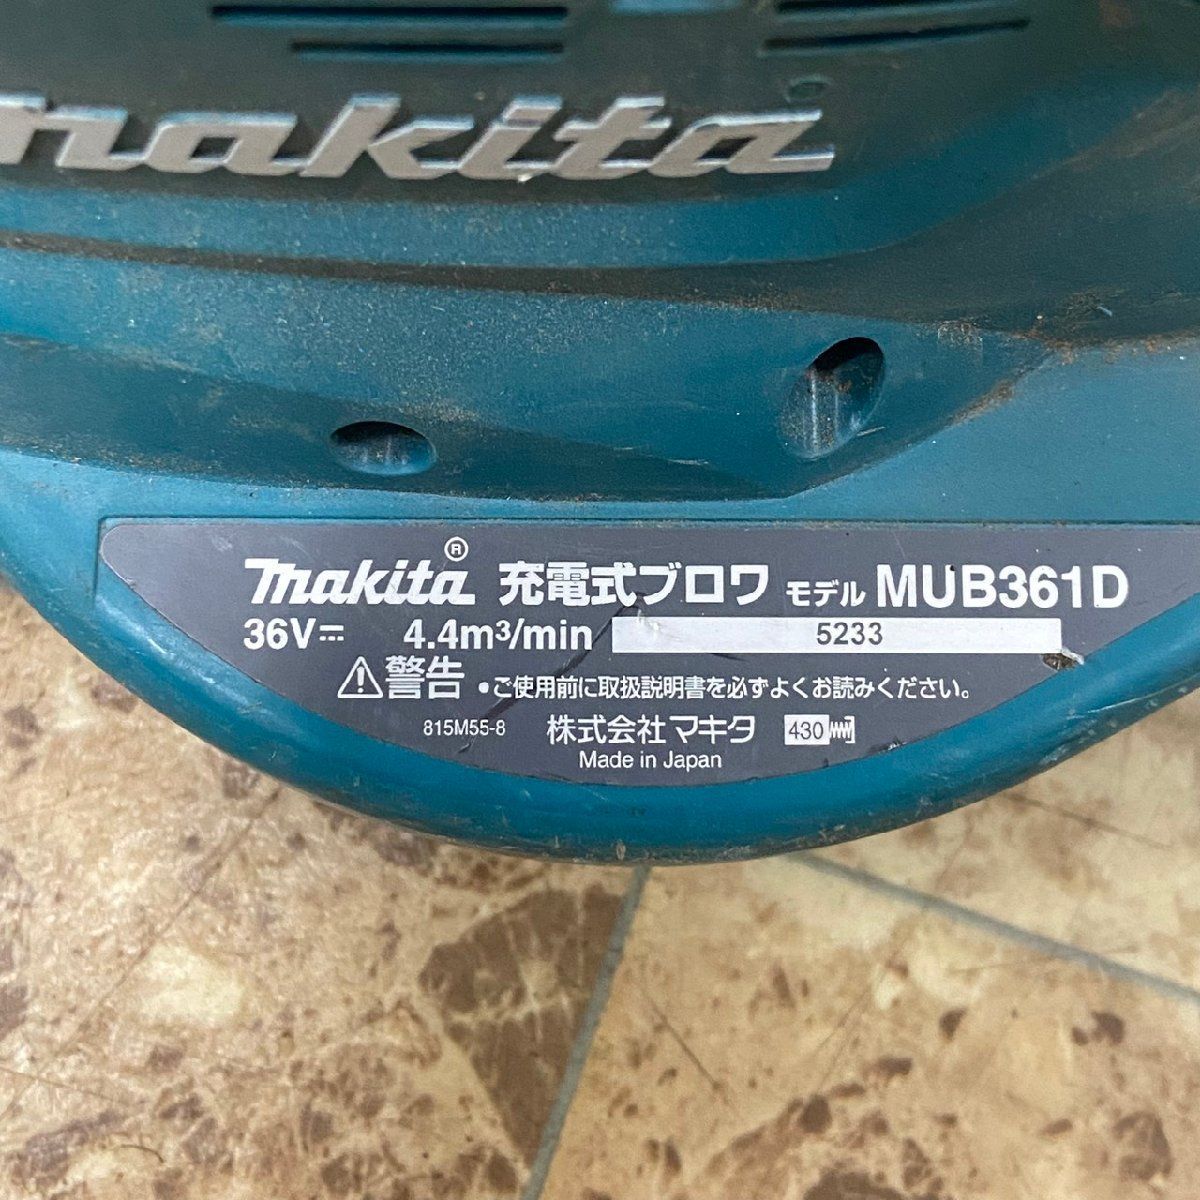 makita
makita® 充電式ブロワ モデル MUB361D
36V⎓ 4.4m³/min 5233
⚠警告 •ご使用前に取扱説明書を必ずよくお読みください。
815M55-8 株式会社マキタ 430
Made in Japan